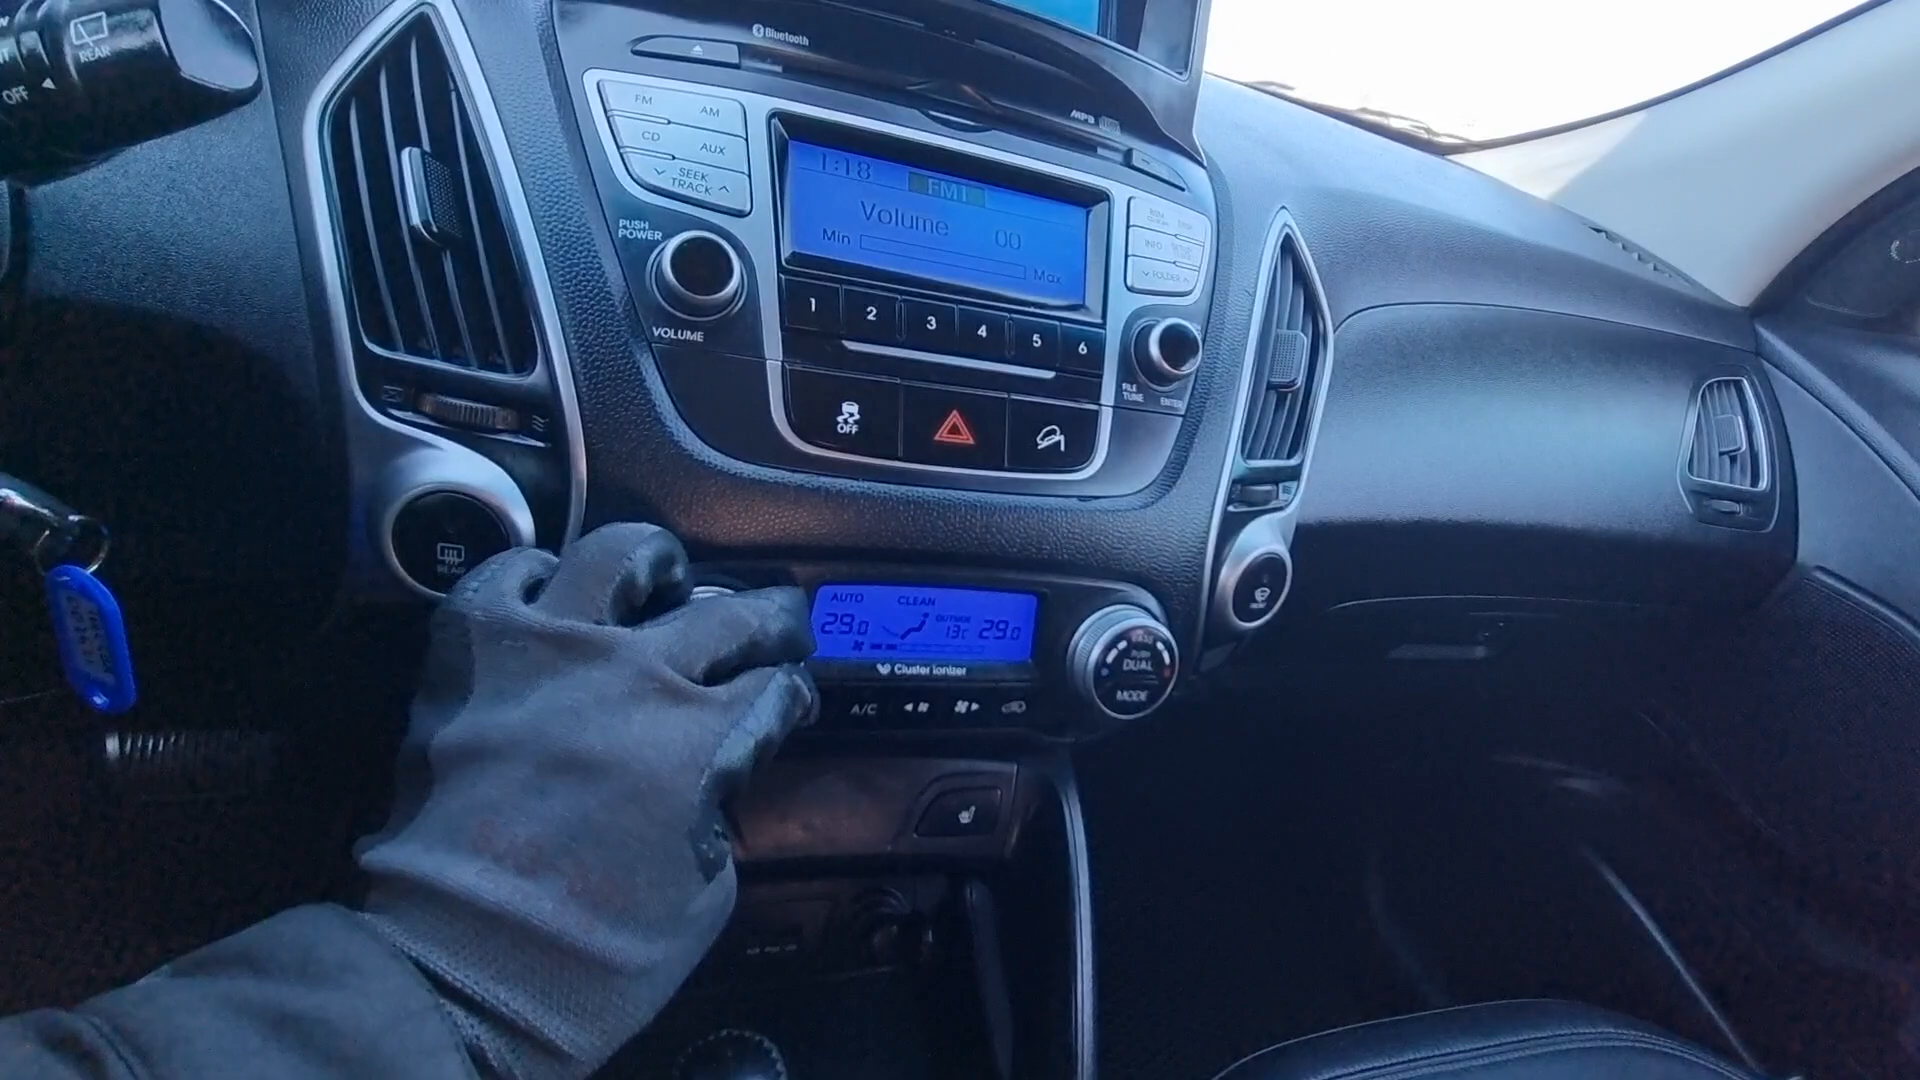 REAR
OFF
Bluetooth
FM
AM
CD
AUX
SEEK
TRACK
MP3
PUSH
POWER
VOLUME
1:18
FM1
Volume 00
Min Max
INFO
FOLDER
1 2 3 4 5 6
FILE
TUNE
ENTER
OFF
REAR
AUTO CLEAN
29.0 OUTSIDE 13c 29.0
Cluster ionizer
A/C
PUSH
DUAL
MODE